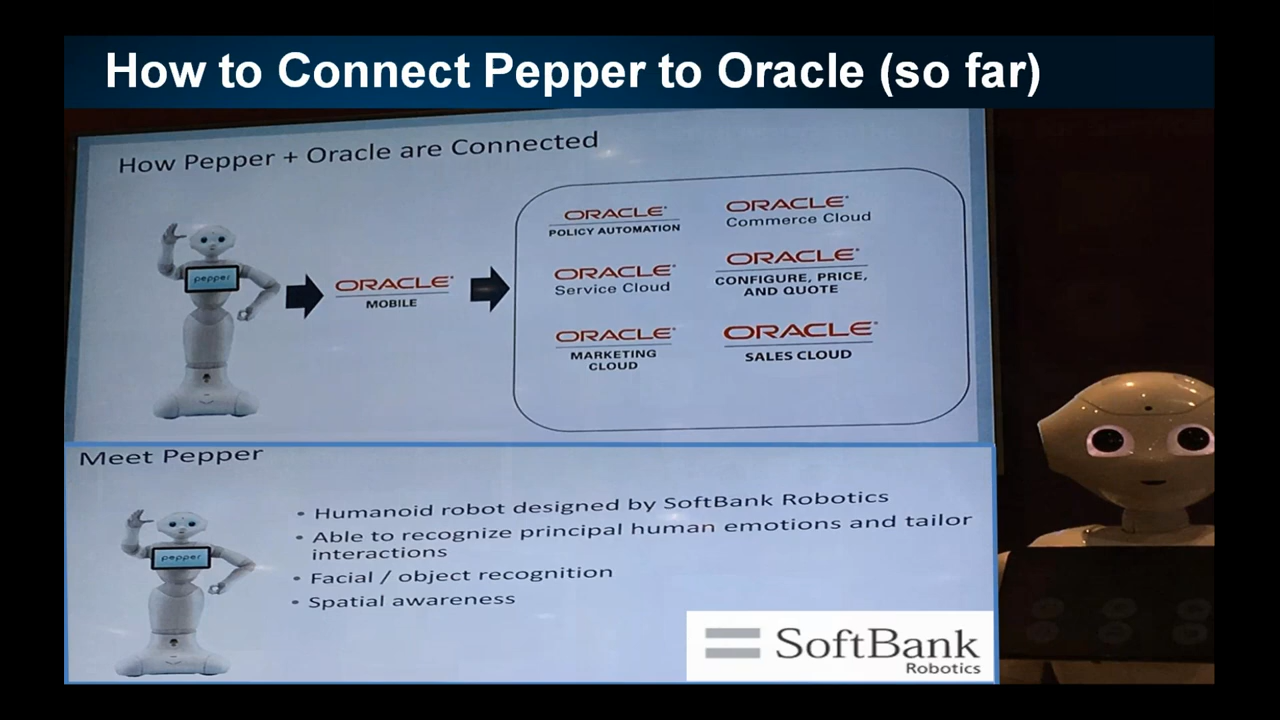 How to Connect Pepper to Oracle (so far)
How Pepper + Oracle are Connected
pepper
ORACLE®
MOBILE
ORACLE®
POLICY AUTOMATION
ORACLE®
Commerce Cloud
ORACLE®
Service Cloud
ORACLE®
CONFIGURE, PRICE,
AND QUOTE
ORACLE®
MARKETING
CLOUD
ORACLE®
SALES CLOUD
Meet Pepper
pepper
• Humanoid robot designed by SoftBank Robotics
• Able to recognize principal human emotions and tailor
interactions
• Facial / object recognition
• Spatial awareness
SoftBank
Robotics